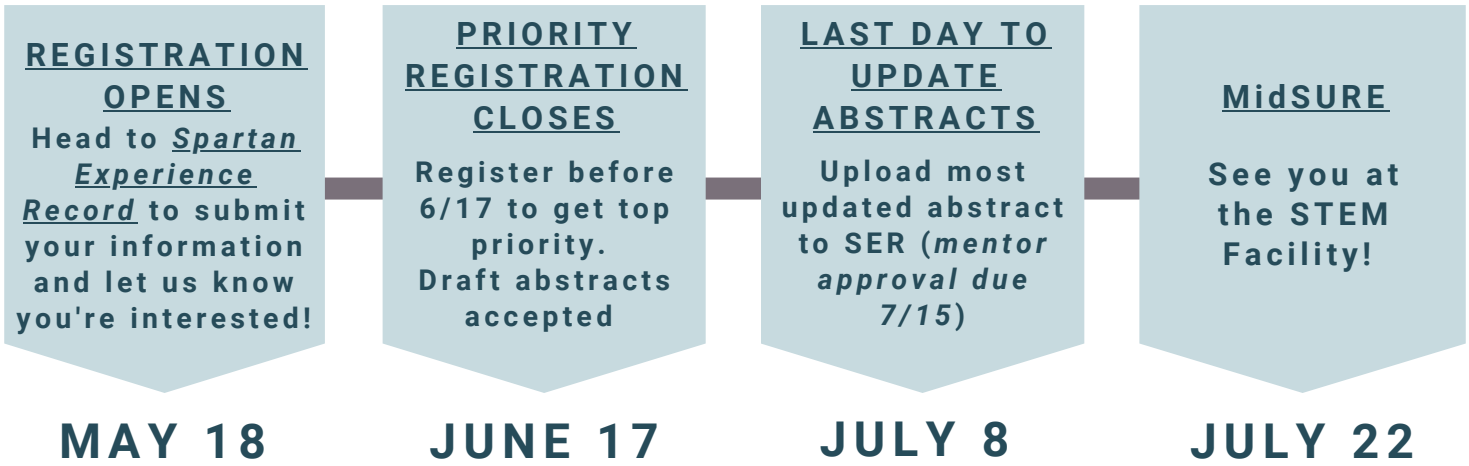 REGISTRATION
OPENS
Head to Spartan
Experience
Record to submit
your information
and let us know
you're interested!
MAY 18
PRIORITY
REGISTRATION
CLOSES
Register before
6/17 to get top
priority.
Draft abstracts
accepted
JUNE 17
LAST DAY TO
UPDATE
ABSTRACTS
Upload most
updated abstract
to SER (mentor
approval due
7/15)
JULY 8
MidSURE
See you at
the STEM
Facility!
JULY 22